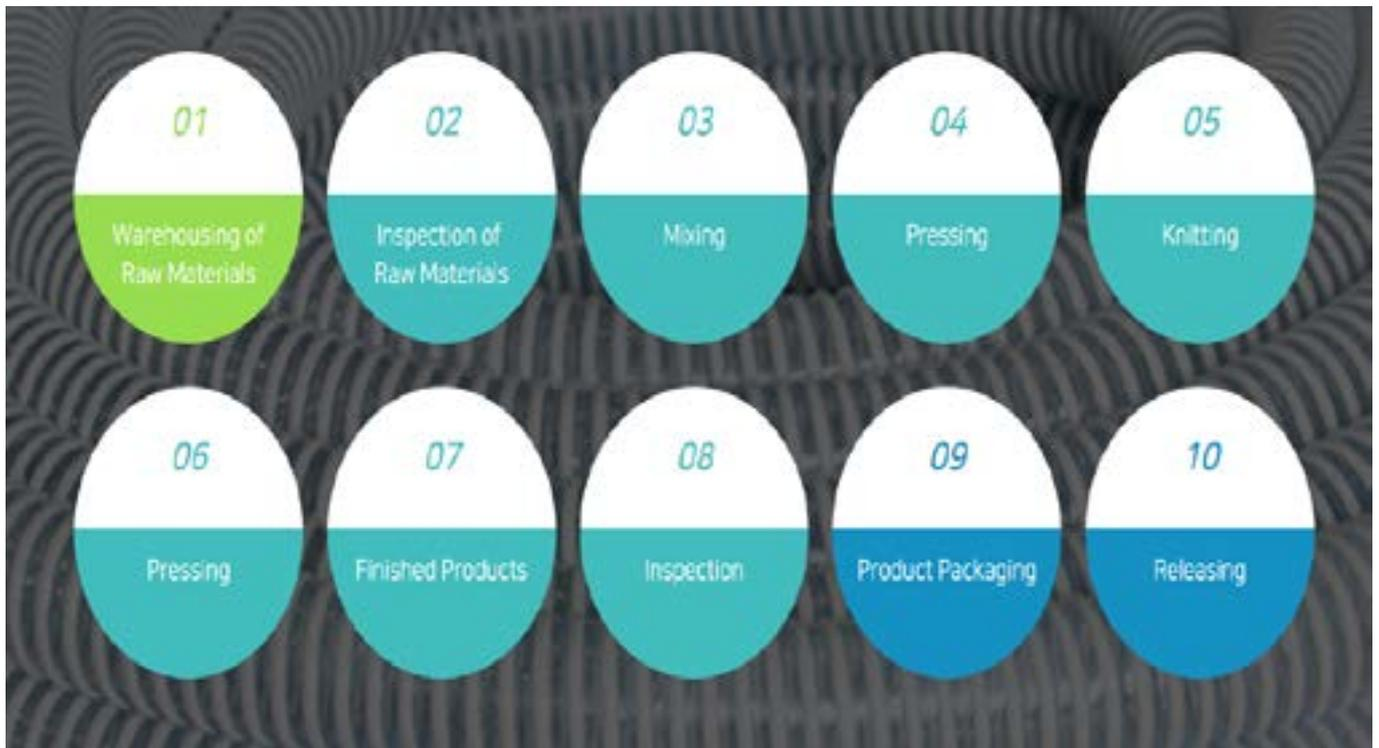 01
02
03
04
05
Warehousing of
Raw Materials
Inspection of
Raw Materials
Mixing
Pressing
Knitting
06
07
08
09
10
Pressing
Finished Products
Inspection
Product Packaging
Releasing